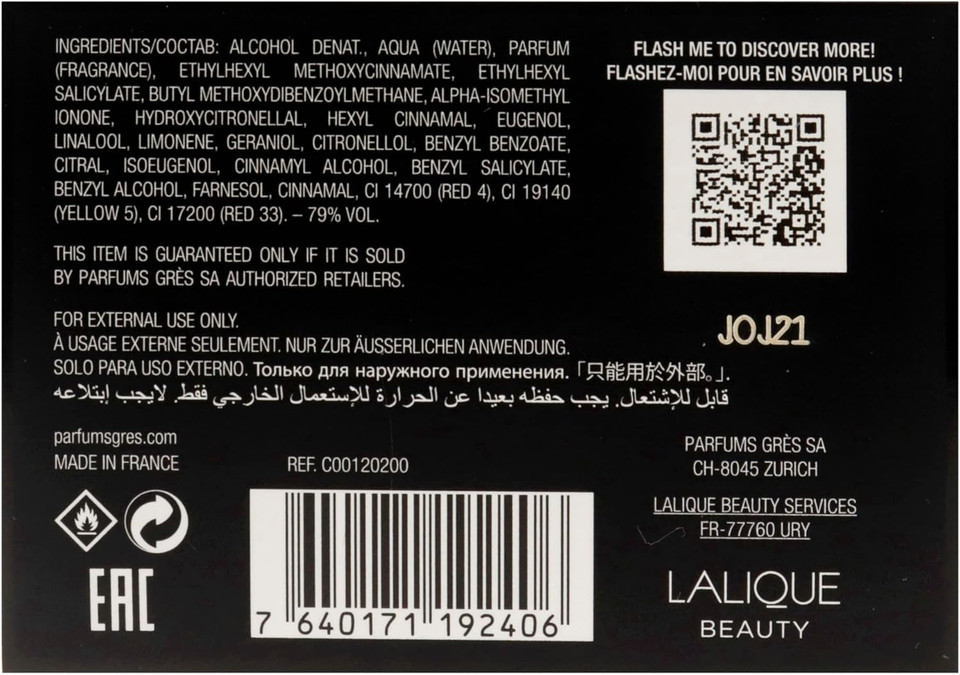 INGREDIENTS/COCTAB: ALCOHOL DENAT., AQUA (WATER), PARFUM
(FRAGRANCE), ETHYLHEXYL METHOXYCINNAMATE, ETHYLHEXYL
SALICYLATE, BUTYL METHOXYDIBENZOYLMETHANE, ALPHA-ISOMETHYL
IONONE, HYDROXYCITRONELLAL, HEXYL CINNAMAL, EUGENOL,
LINALOOL, LIMONENE, GERANIOL, CITRONELLOL, BENZYL BENZOATE,
CITRAL, ISOEUGENOL, CINNAMYL ALCOHOL, BENZYL SALICYLATE,
BENZYL ALCOHOL, FARNESOL, CINNAMAL, CI 14700 (RED 4), CI 19140
(YELLOW 5), CI 17200 (RED 33). – 79% VOL.
THIS ITEM IS GUARANTEED ONLY IF IT IS SOLD
BY PARFUMS GRÈS SA AUTHORIZED RETAILERS.
FOR EXTERNAL USE ONLY.
À USAGE EXTERNE SEULEMENT. NUR ZUR ÄUSSERLICHEN ANWENDUNG.
SOLO PARA USO EXTERNO. Только для наружного применения.「只能用於外部。」.
قابل للإشتعال. يجب حفظه بعيدا عن الحرارة للإستعمال الخارجي فقط. لايجب إبتلاعه
parfumsgres.com
MADE IN FRANCE
REF. C00120200
EAC
7 640171 192406
FLASH ME TO DISCOVER MORE!
FLASHEZ-MOI POUR EN SAVOIR PLUS !
JOJ21
PARFUMS GRÈS SA
CH-8045 ZURICH
LALIQUE BEAUTY SERVICES
FR-77760 URY
LALIQUE
BEAUTY